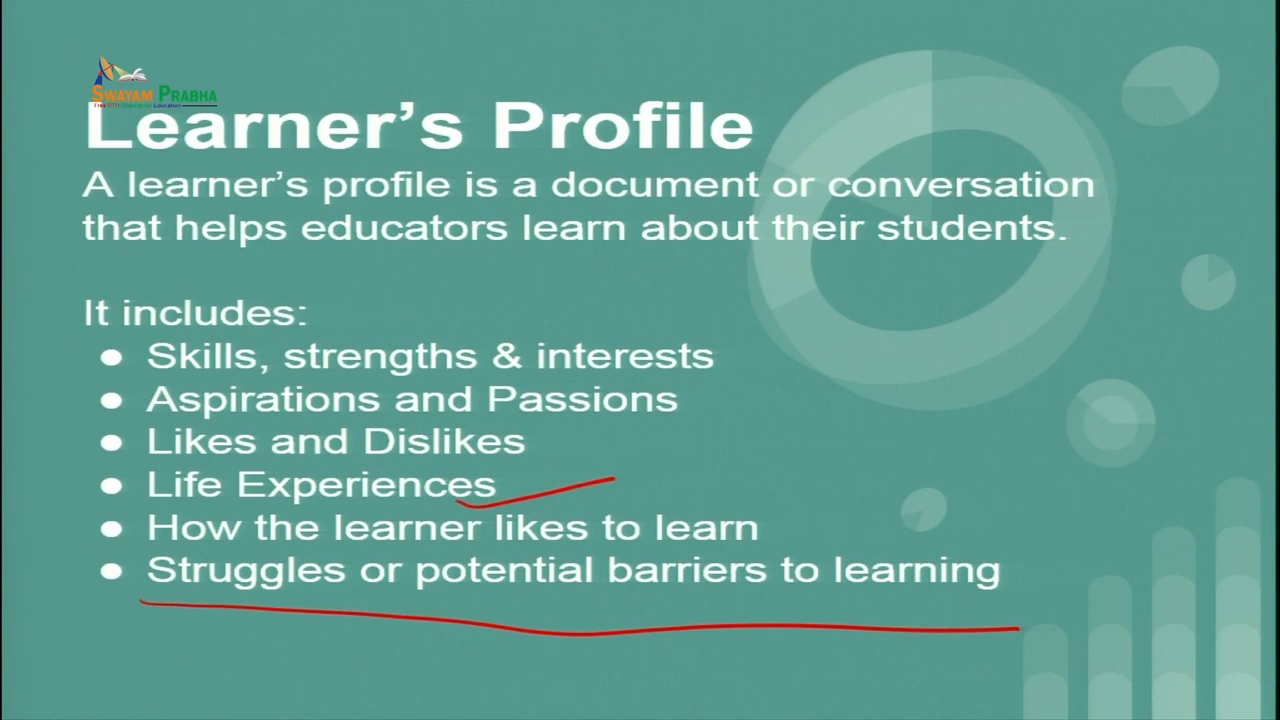 SWAYAM PRABHA
Learner's Profile
A learner's profile is a document or conversation
that helps educators learn about their students.
It includes:
● Skills, strengths & interests
● Aspirations and Passions
● Likes and Dislikes
● Life Experiences
● How the learner likes to learn
● Struggles or potential barriers to learning